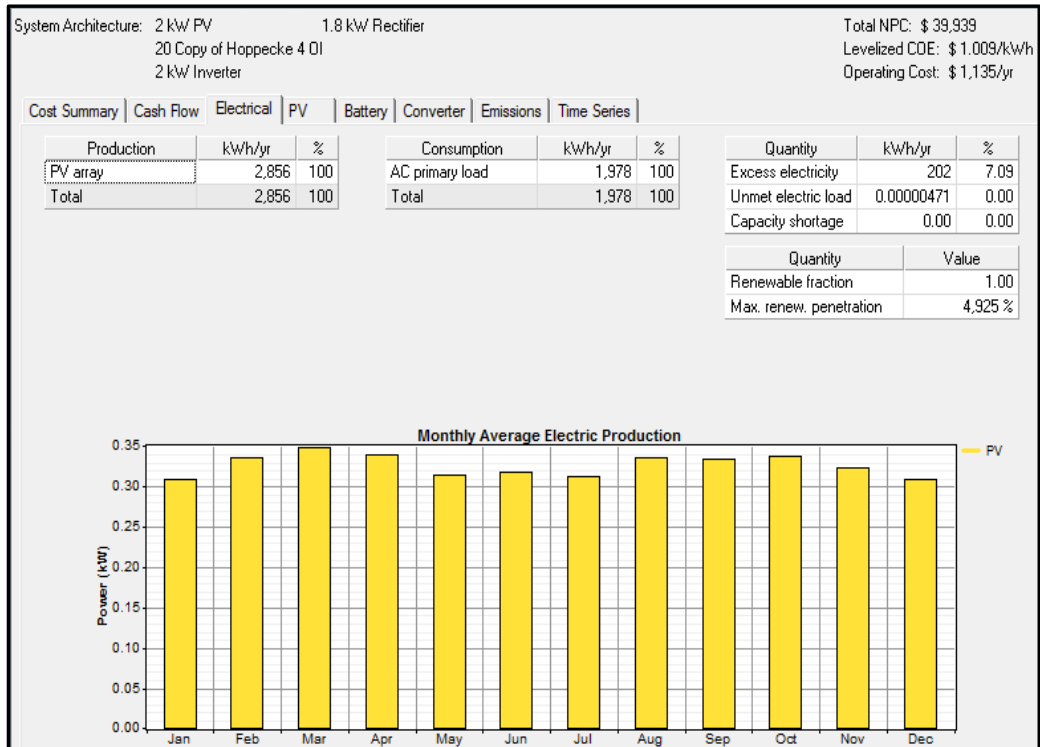 System Architecture: 2 kW PV 1.8 kW Rectifier Total NPC: $ 39,939
20 Copy of Hoppecke 4 OI Levelized COE: $ 1.009/kWh
2 kW Inverter Operating Cost: $ 1,135/yr
Cost Summary Cash Flow Electrical PV Battery Converter Emissions Time Series
Production kWh/yr % Consumption kWh/yr % Quantity kWh/yr %
PV array 2,856 100 AC primary load 1,978 100 Excess electricity 202 7.09
Total 2,856 100 Total 1,978 100 Unmet electric load 0.00000471 0.00
Capacity shortage 0.00 0.00
Quantity Value
Renewable fraction 1.00
Max. renew. penetration 4,925 %
Monthly Average Electric Production
Power (kW)
0.35
0.30
0.25
0.20
0.15
0.10
0.05
0.00
PV
Jan Feb Mar Apr May Jun Jul Aug Sep Oct Nov Dec